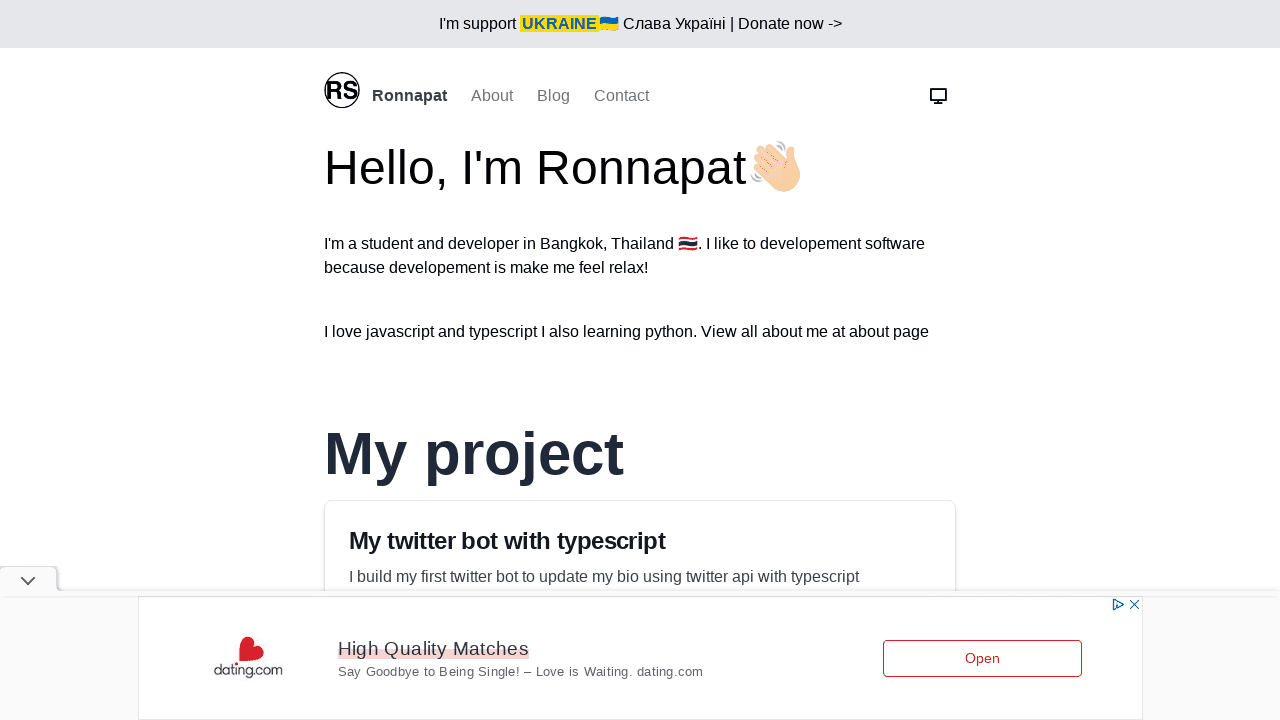 I'm support UKRAINE🇺🇦 Слава Україні | Donate now ->
RS Ronnapat About Blog Contact
Hello, I'm Ronnapat👋🏻
I'm a student and developer in Bangkok, Thailand 🇹🇭. I like to developement software
because developement is make me feel relax!
I love javascript and typescript I also learning python. View all about me at about page
My project
My twitter bot with typescript
I build my first twitter bot to update my bio using twitter api with typescript
dating.com
High Quality Matches
Say Goodbye to Being Single! – Love is Waiting. dating.com
Open